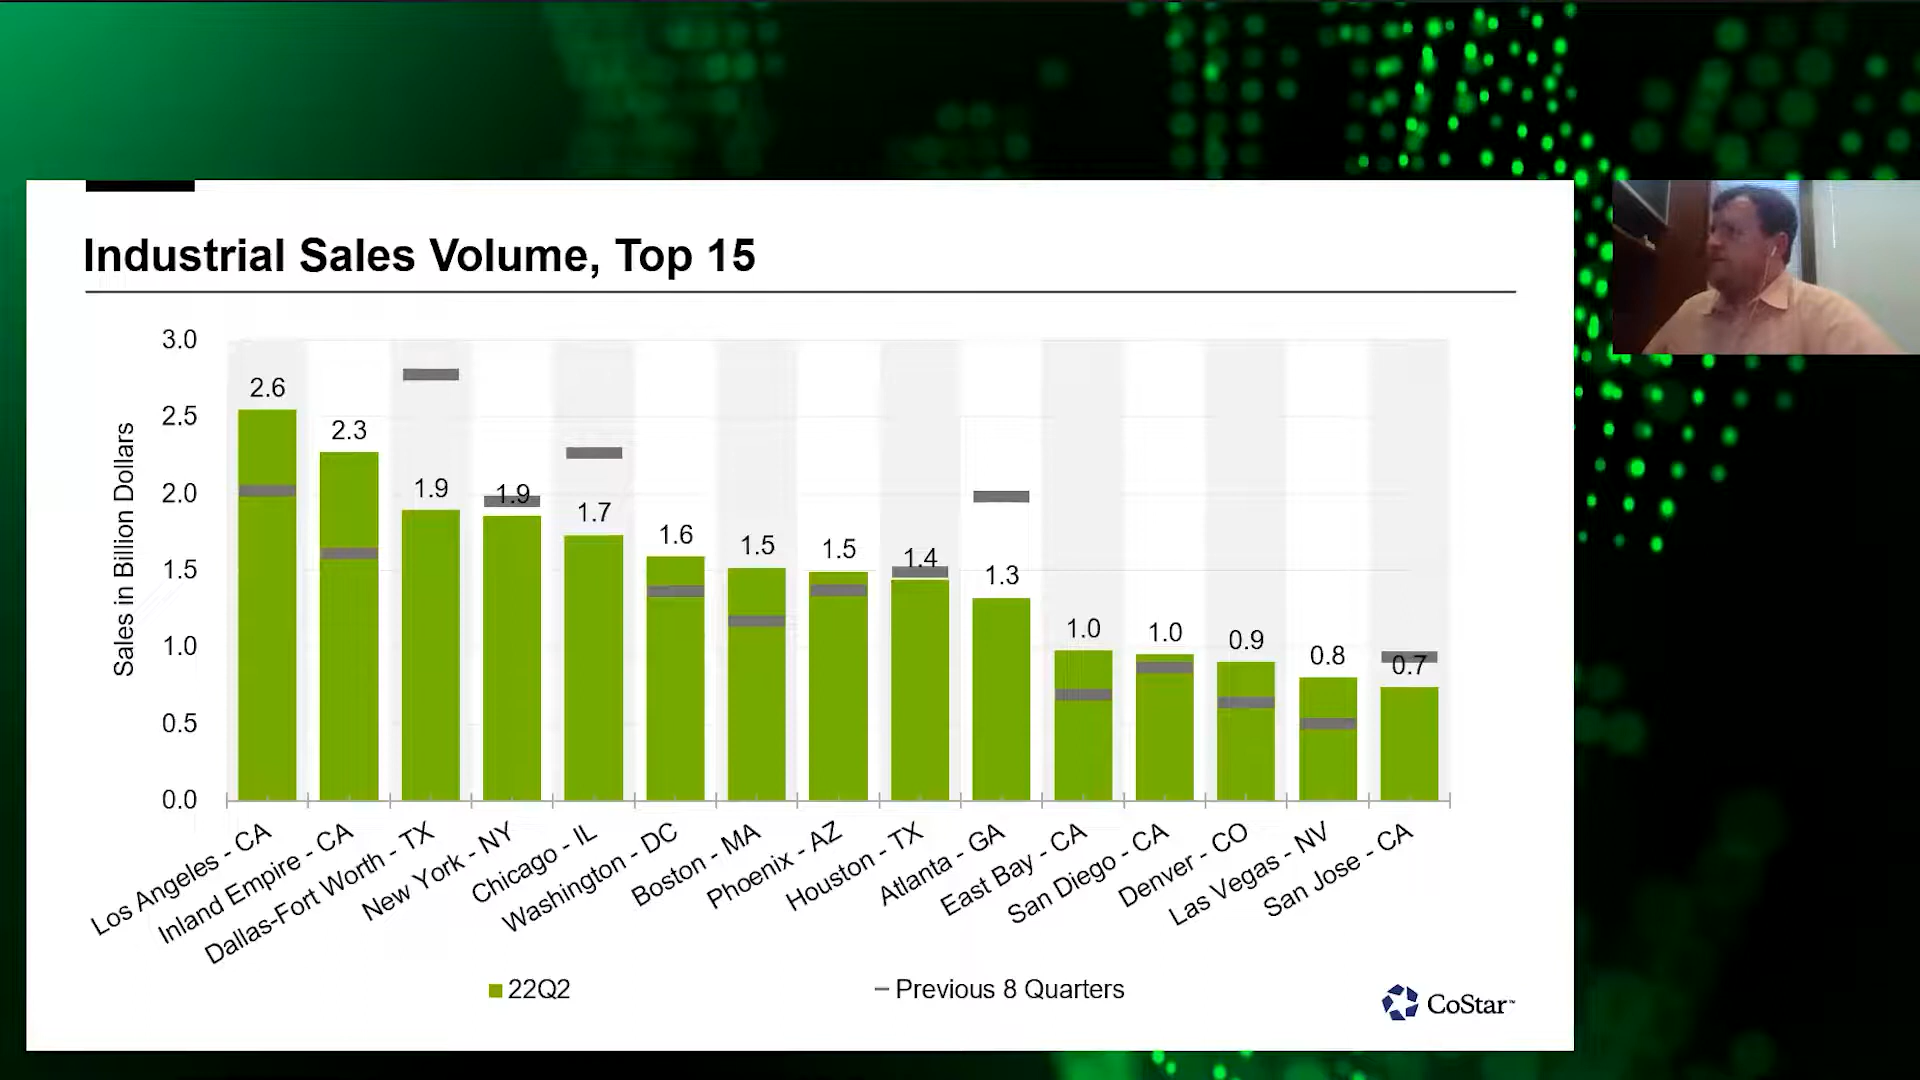 Industrial Sales Volume, Top 15
Sales in Billion Dollars
3.0
2.5
2.0
1.5
1.0
0.5
0.0
2.6
2.3
1.9
1.9
1.7
1.6
1.5
1.5
1.4
1.3
1.0
1.0
0.9
0.8
0.7
Los Angeles - CA
Inland Empire - CA
Dallas-Fort Worth - TX
New York - NY
Chicago - IL
Washington - DC
Boston - MA
Phoenix - AZ
Houston - TX
Atlanta - GA
East Bay - CA
San Diego - CA
Denver - CO
Las Vegas - NV
San Jose - CA
22Q2
Previous 8 Quarters
CoStar™